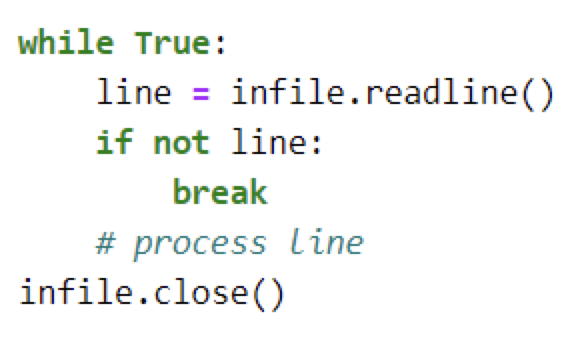 while True:
    line = infile.readline()
    if not line:
        break
    # process line
infile.close()